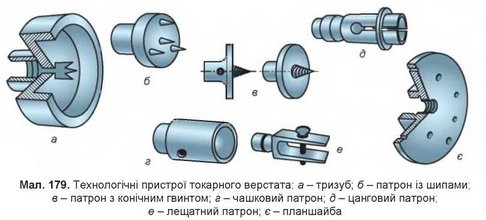 а
б
в
г
д
е
є
Мал. 179. Технологічні пристрої токарного верстата: а – тризуб; б – патрон із шипами;
в – патрон з конічним гвинтом; г – чашковий патрон; д – цанговий патрон;
е – лещатний патрон; є – планшайба